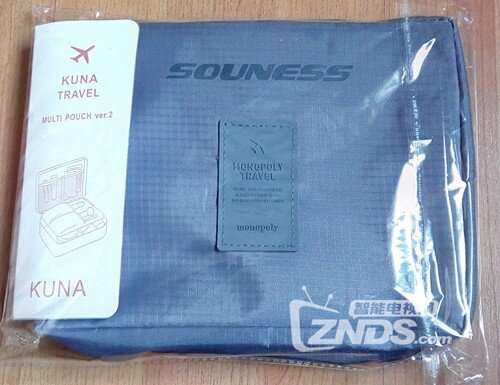 KUNA
TRAVEL
MULTI POUCH ver.2
KUNA
SOUNESS
MONOPOLY
TRAVEL
monopoly
智能电视网
ZNDS.com